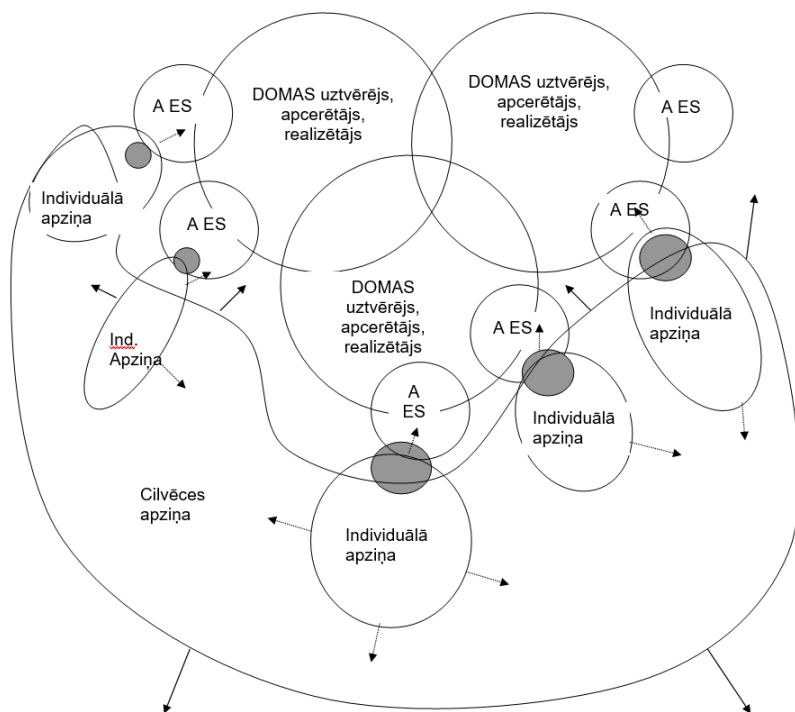 DOMAS uztvērējs,
apcerētājs,
realizētājs
DOMAS uztvērējs,
apcerētājs,
realizētājs
A ES
A ES
Individuālā
apziņa
A ES
A ES
DOMAS
uztvērējs,
apcerētājs,
realizētājs
Individuālā
apziņa
A ES
Ind.
Apziņa
A
ES
Individuālā
apziņa
Cilvēces
apziņa
Individuālā
apziņa